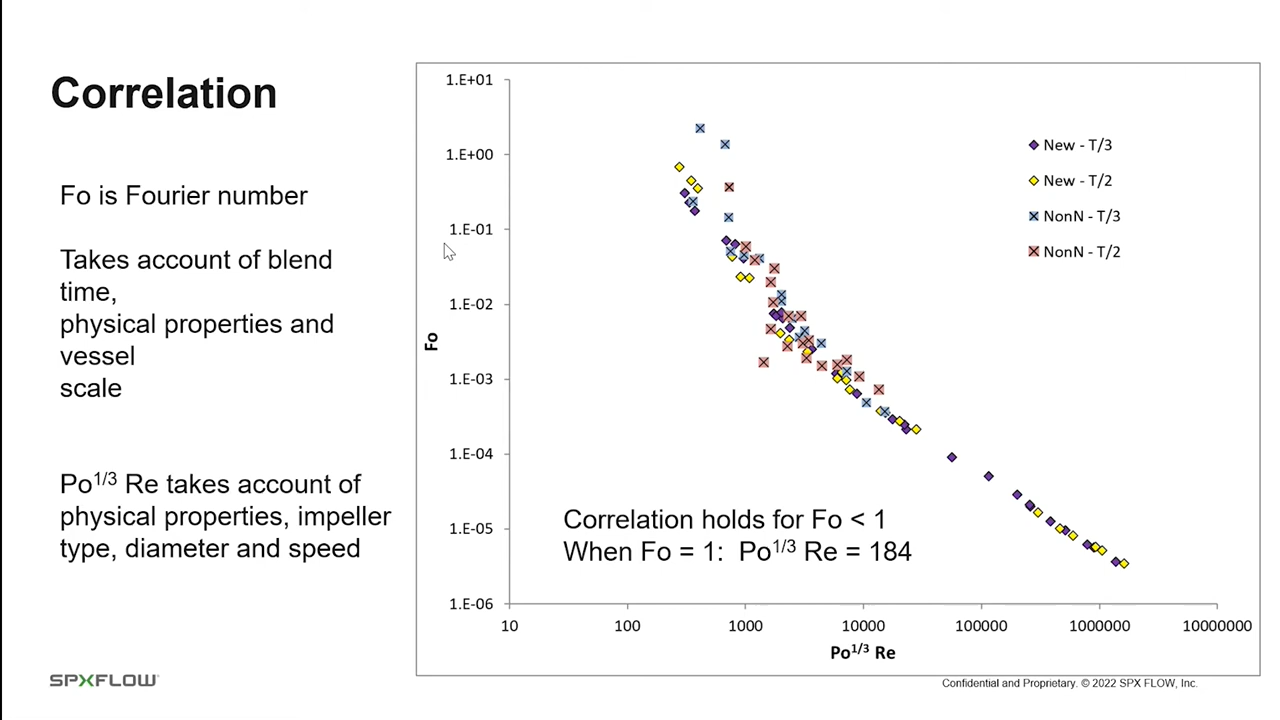 Correlation
Fo is Fourier number
Takes account of blend
time,
physical properties and
vessel
scale
Po1/3 Re takes account of
physical properties, impeller
type, diameter and speed
1.E+01
1.E+00
1.E-01
1.E-02
1.E-03
1.E-04
1.E-05
1.E-06
Fo
10 100 1000 10000 100000 1000000 10000000
Po1/3 Re
New - T/3
New - T/2
NonN - T/3
NonN - T/2
Correlation holds for Fo < 1
When Fo = 1: Po1/3 Re = 184
SPXFLOW
Confidential and Proprietary. © 2022 SPX FLOW, Inc.